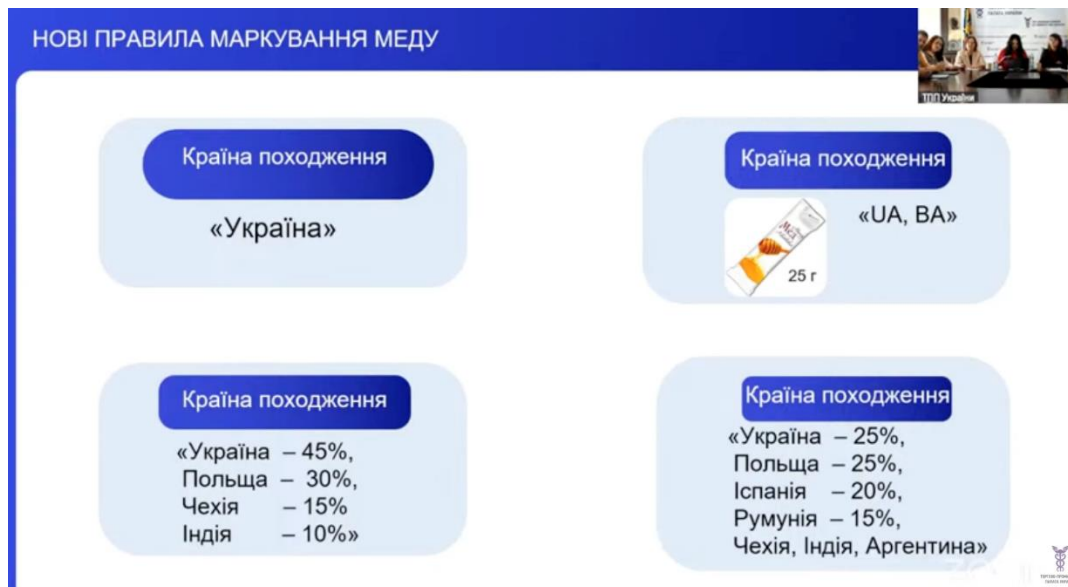 НОВІ ПРАВИЛА МАРКУВАННЯ МЕДУ
ТПП України
Країна походження
«Україна»
Країна походження
«UA, BA»
25 г
Країна походження
«Україна – 45%,
Польща – 30%,
Чехія – 15%
Індія – 10%»
Країна походження
«Україна – 25%,
Польща – 25%,
Іспанія – 20%,
Румунія – 15%,
Чехія, Індія, Аргентина»